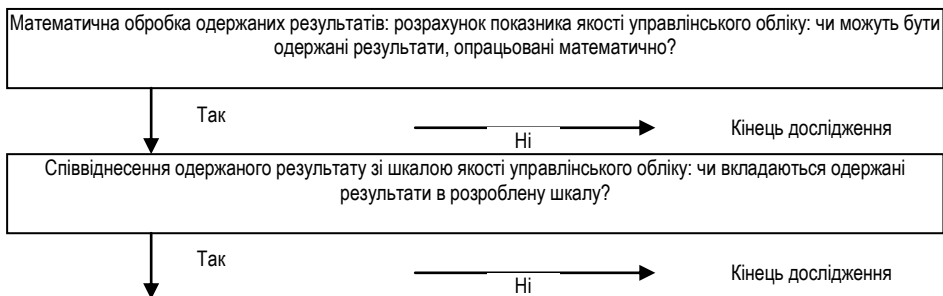 Математична обробка одержаних результатів: розрахунок показника якості управлінського обліку: чи можуть бути
одержані результати, опрацьовані математично?
Так
Ні
Кінець дослідження
Співвіднесення одержаного результату зі шкалою якості управлінського обліку: чи вкладаються одержані
результати в розроблену шкалу?
Так
Ні
Кінець дослідження